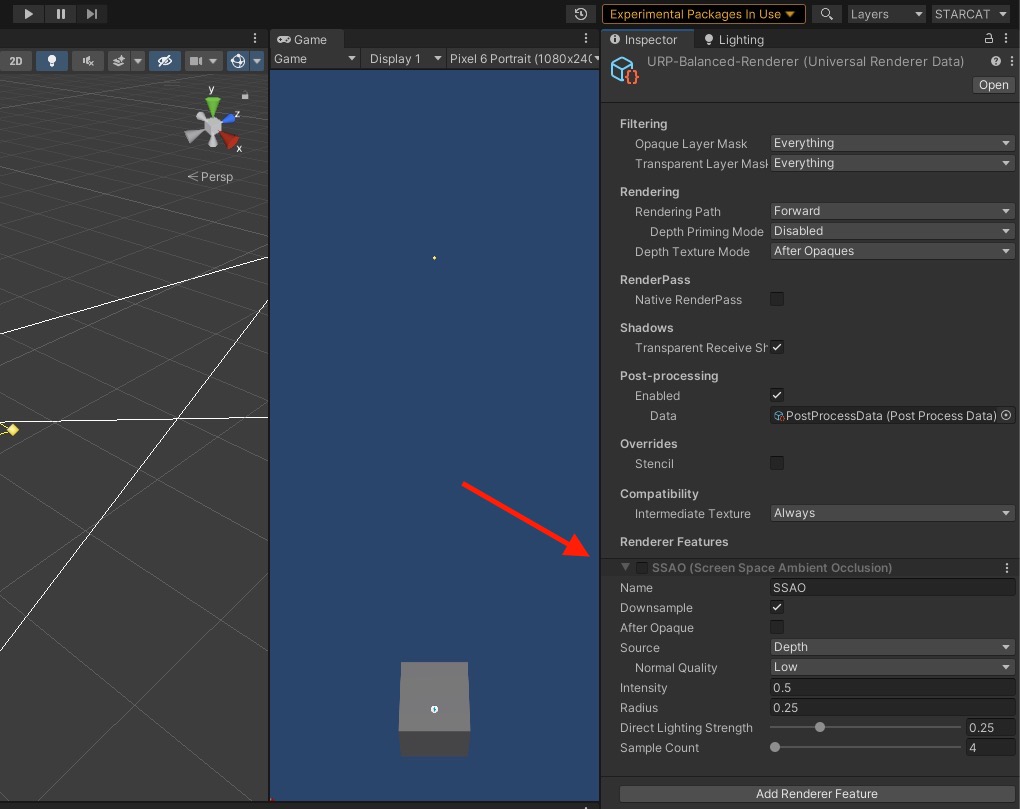 Experimental Packages In Use
Layers
STARCAT
2D
Game
Inspector
Lighting
Game
Display 1
Pixel 6 Portrait (1080x240
URP-Balanced-Renderer (Universal Renderer Data)
Open
y
z
x
Persp
Filtering
Opaque Layer Mask
Everything
Transparent Layer Mask
Everything
Rendering
Rendering Path
Forward
Depth Priming Mode
Disabled
Depth Texture Mode
After Opaques
RenderPass
Native RenderPass
Shadows
Transparent Receive Sh
Post-processing
Enabled
Data
PostProcessData (Post Process Data)
Overrides
Stencil
Compatibility
Intermediate Texture
Always
Renderer Features
SSAO (Screen Space Ambient Occlusion)
Name
SSAO
Downsample
After Opaque
Source
Depth
Normal Quality
Low
Intensity
0.5
Radius
0.25
Direct Lighting Strength
0.25
Sample Count
4
Add Renderer Feature